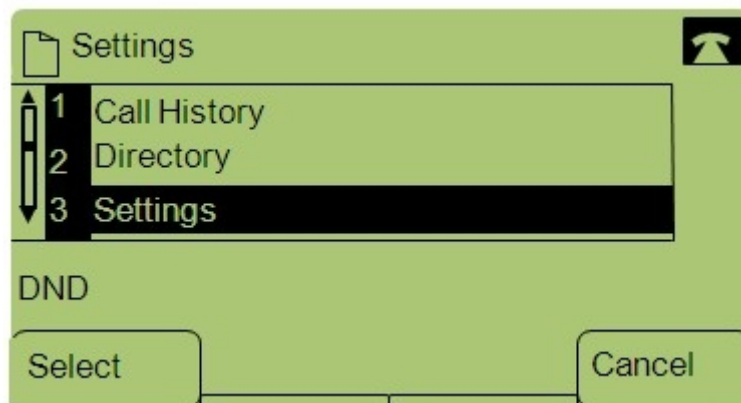 Settings
1 Call History
2 Directory
3 Settings
DND
Select Cancel